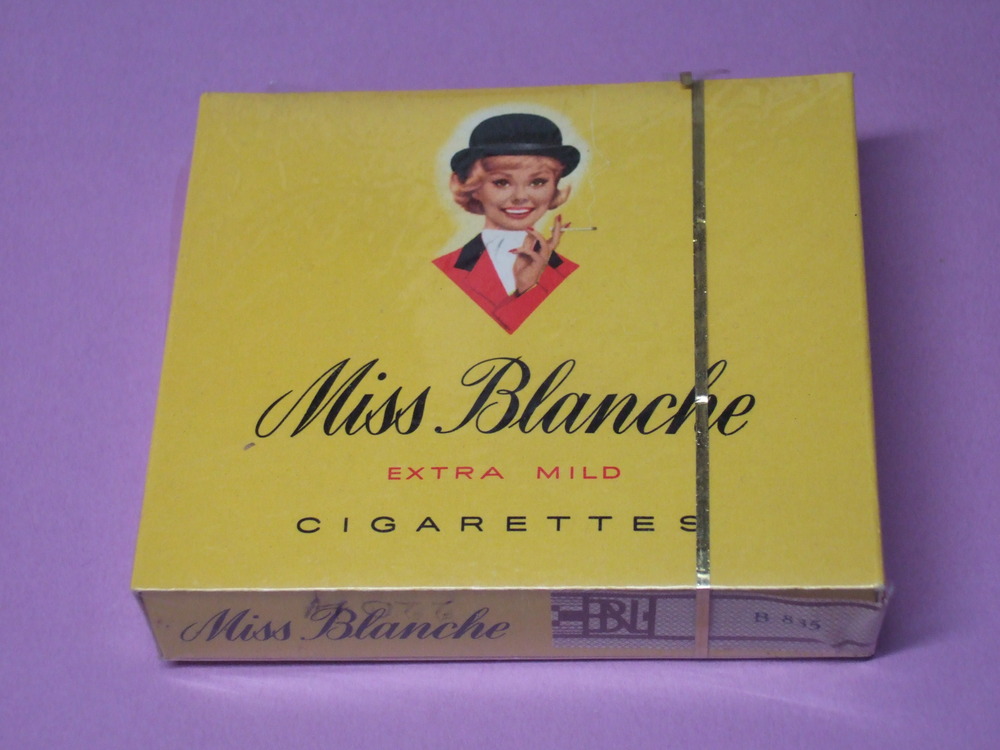 Miss Blanche
EXTRA MILD
CIGARETTES
Miss Blanche
B 835